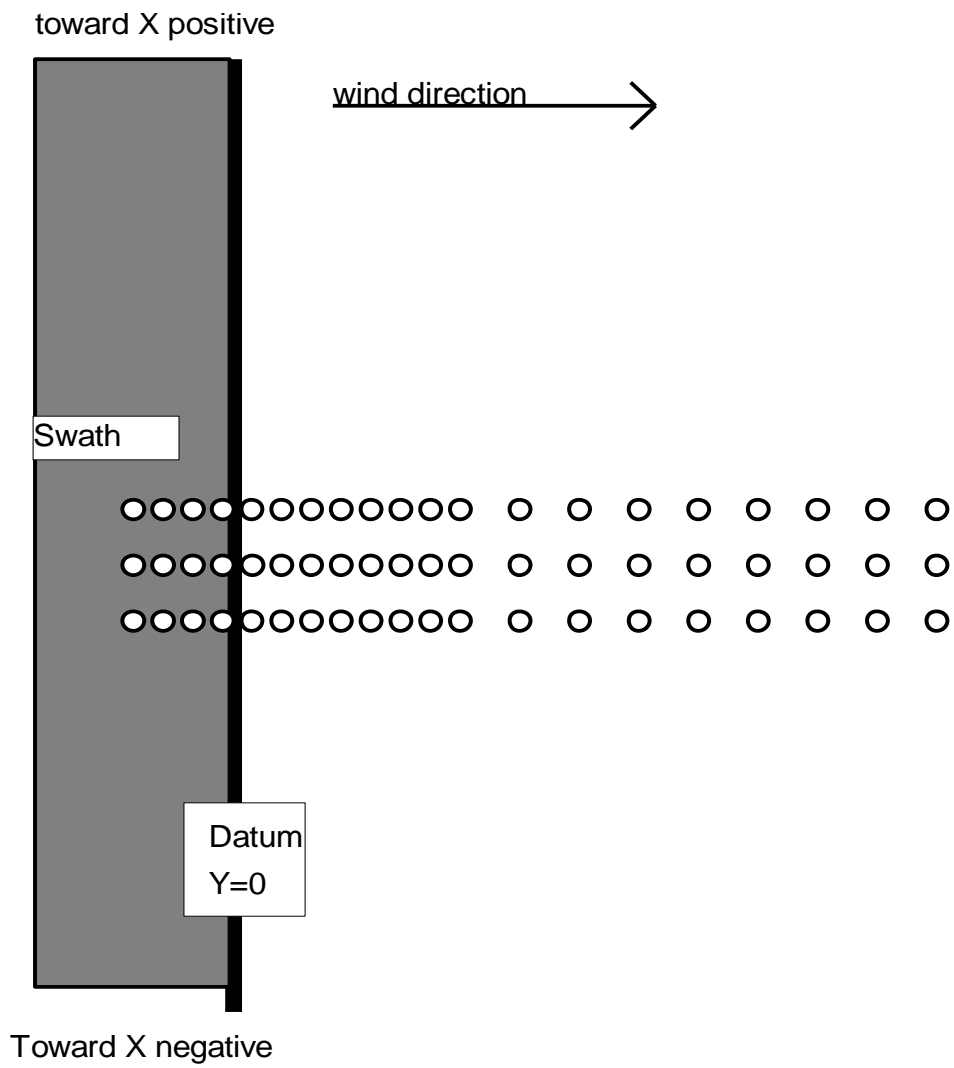 toward X positive
wind direction
Swath
Datum
Y=0
Toward X negative